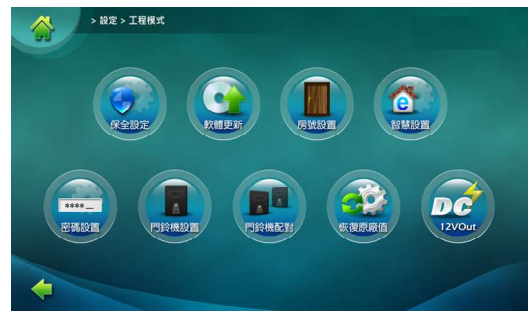 > 設定 > 工程模式
保全設定
軟體更新
房號設置
智慧設置
****_
密碼設置
門鈴機設置
門鈴機配對
恢復原廠值
DC
12VOut